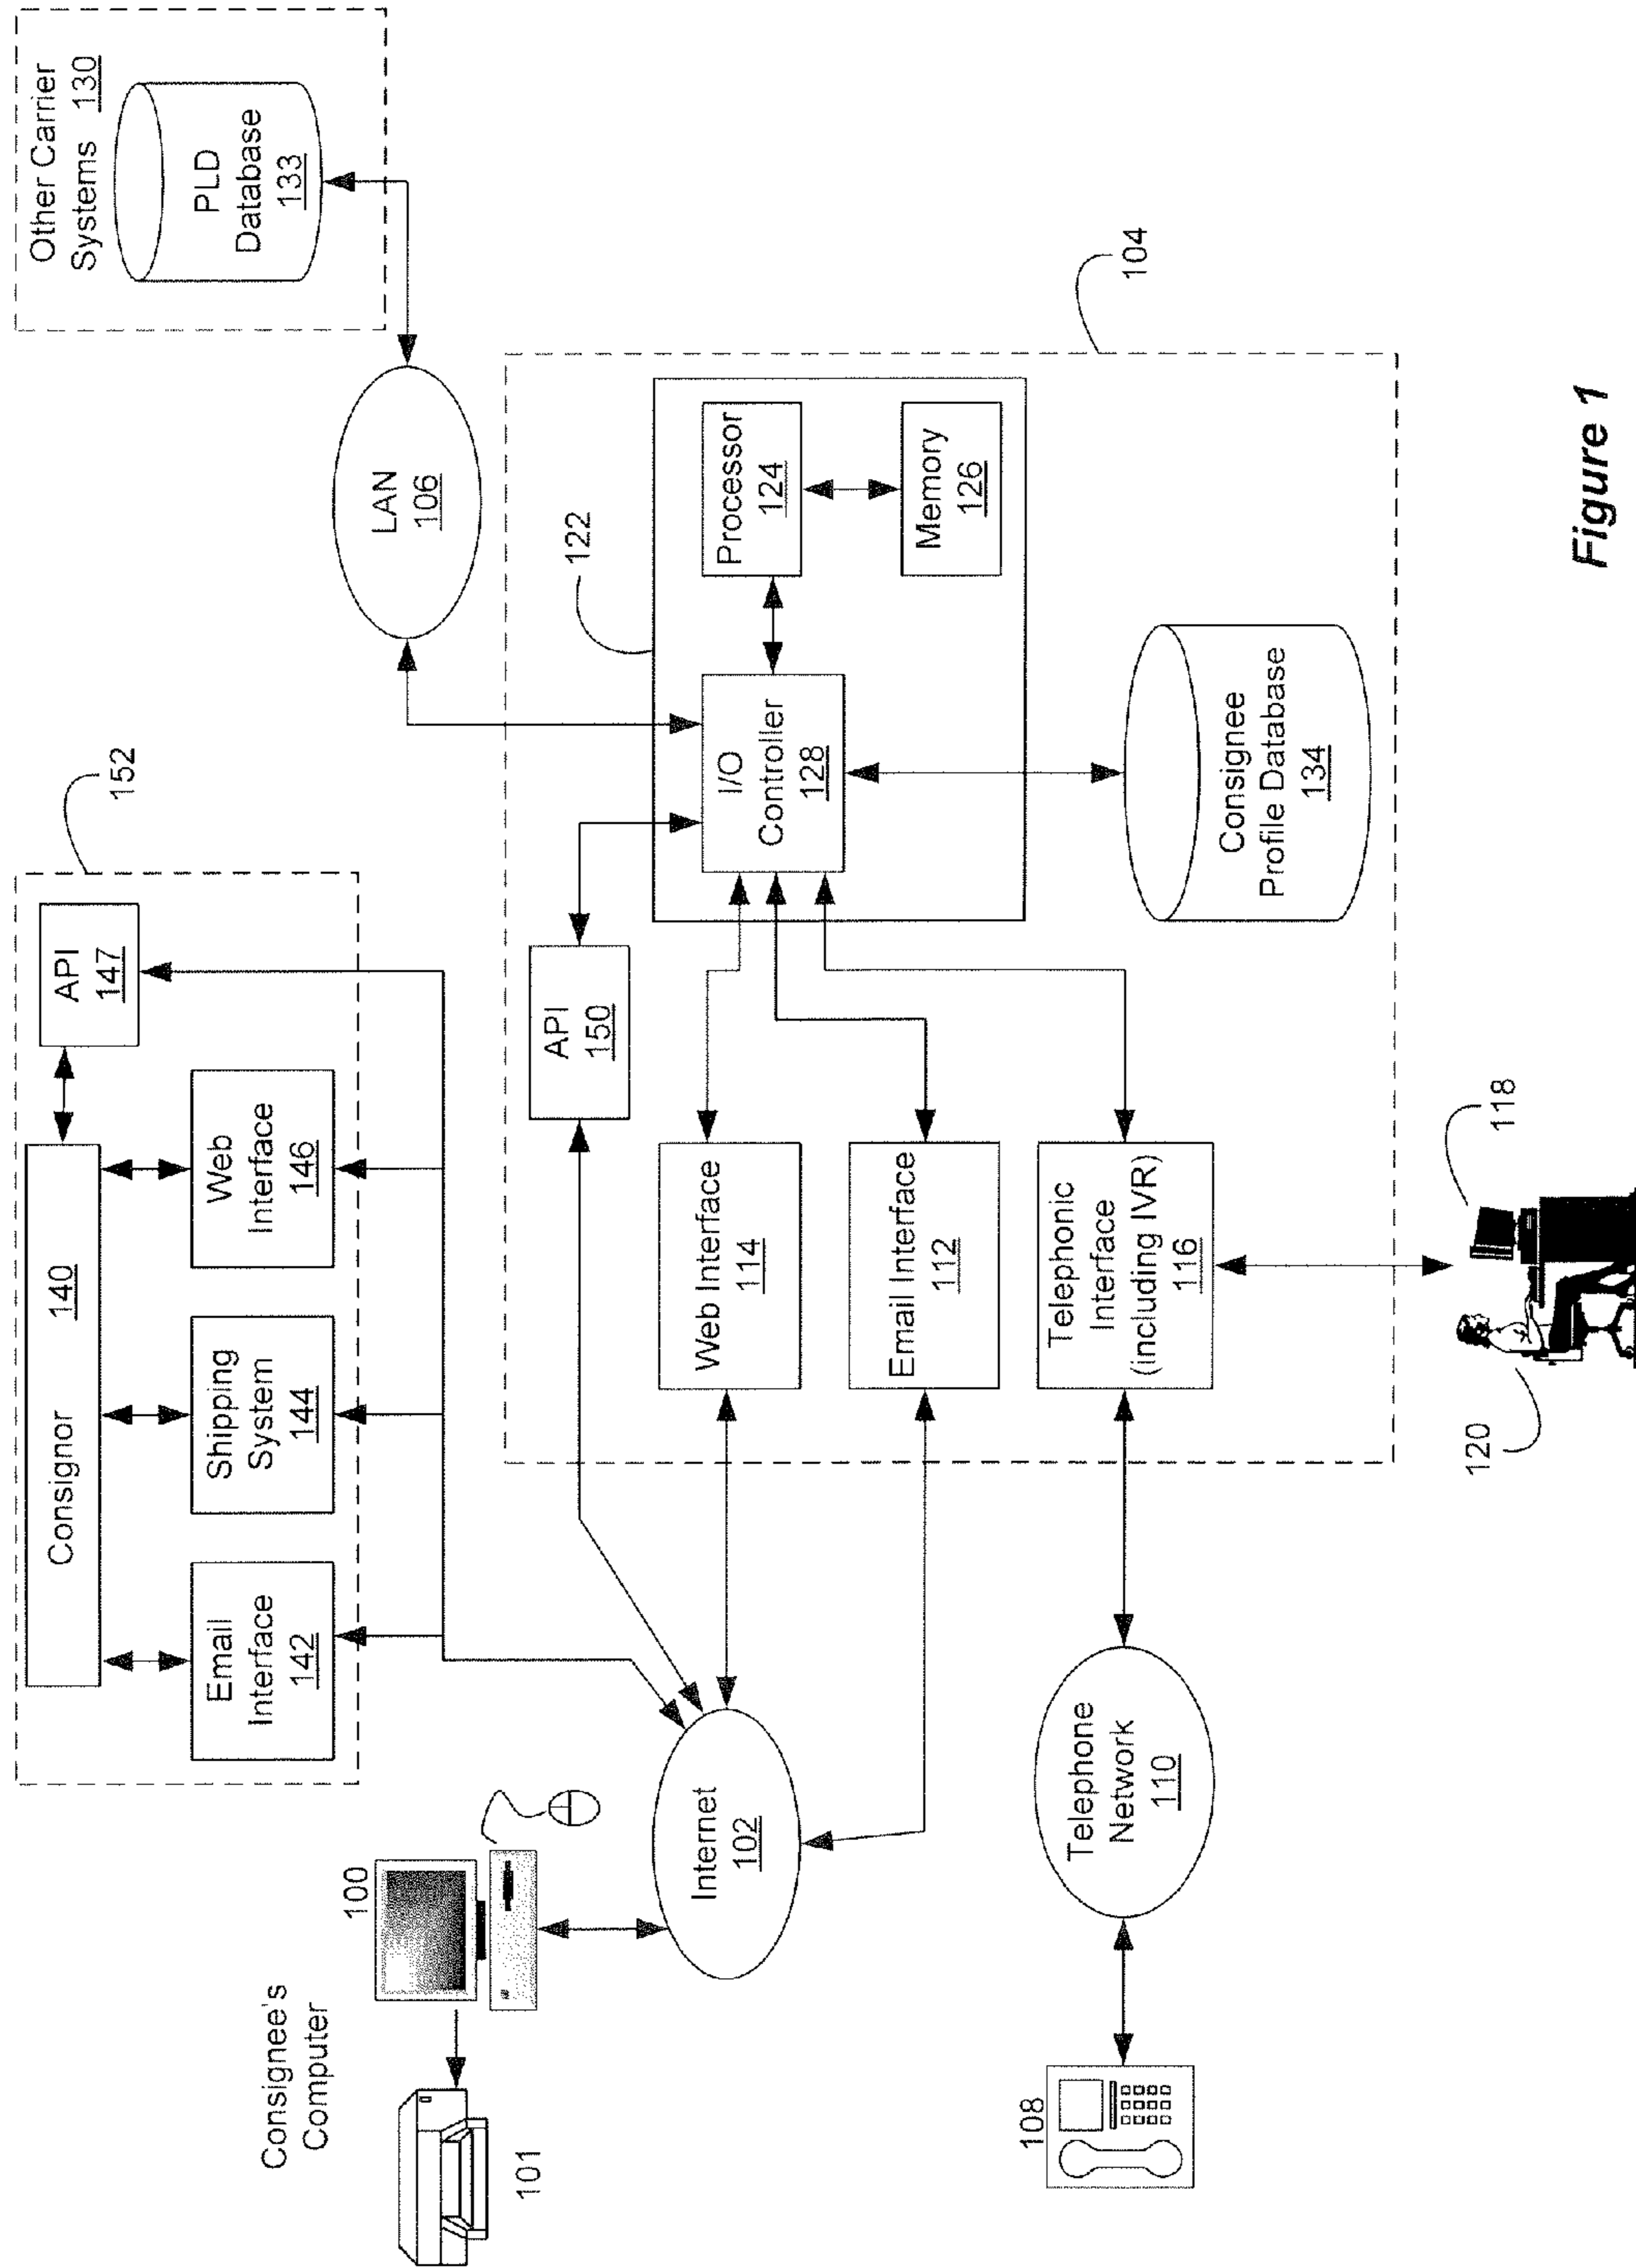 Consignee's
Computer
100
101
Email
Interface
142
Consignor 140
Shipping
System
144
Web
Interface
146
API
147
152
Other Carrier
Systems 130
PLD
Database
133
LAN
106
Internet
102
API
150
122
Web Interface
114
Email Interface
112
Telephonic
Interface
(including IVR)
116
I/O
Controller
128
Processor
124
Memory
126
Consignee
Profile Database
134
104
108
Telephone
Network
110
120
118
Figure 1